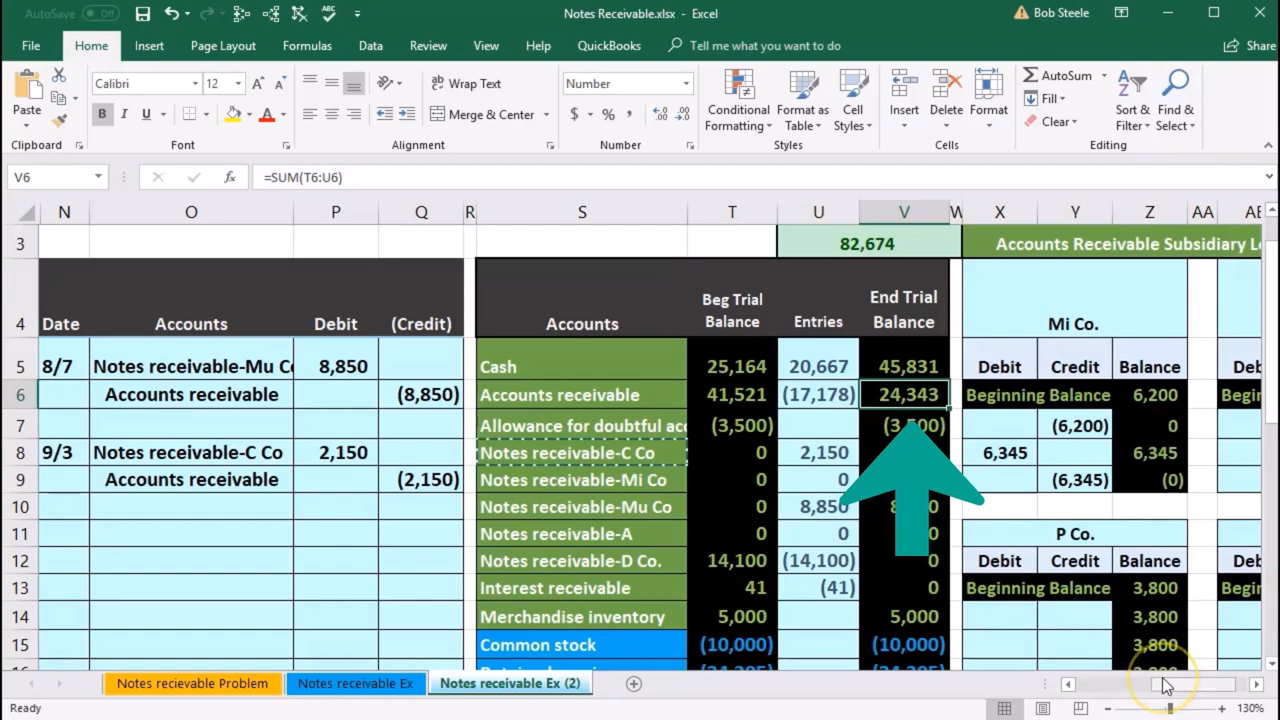 AutoSave Off Notes Receivable.xlsx - Excel Bob Steele
File Home Insert Page Layout Formulas Data Review View Help QuickBooks Tell me what you want to do Share
Paste Calibri 12 Wrap Text Number Conditional Format as Cell Insert Delete Format AutoSum Sort & Find &
B I U Merge & Center $ % Formatting Table Styles Fill Filter Select
Clear
Clipboard Font Alignment Number Styles Cells Editing
V6 fx =SUM(T6:U6)
N O P Q R S T U V W X Y Z AA AB
3 82,674 Accounts Receivable Subsidiary Le
4 Date Accounts Debit (Credit) Accounts Beg Trial Balance Entries End Trial Balance Mi Co.
5 8/7 Notes receivable-Mu Co 8,850 Cash 25,164 20,667 45,831 Debit Credit Balance Deb
6 Accounts receivable (8,850) Accounts receivable 41,521 (17,178) 24,343 Beginning Balance 6,200 Begi
7 Allowance for doubtful acc (3,500) (3,500) (6,200) 0
8 9/3 Notes receivable-C Co 2,150 Notes receivable-C Co 0 2,150 6,345 6,345
9 Accounts receivable (2,150) Notes receivable-Mi Co 0 0 (6,345) (0)
10 Notes receivable-Mu Co 0 8,850
11 Notes receivable-A 0 0 0 P Co.
12 Notes receivable-D Co. 14,100 (14,100) 0 Debit Credit Balance Deb
13 Interest receivable 41 (41) 0 Beginning Balance 3,800 Begi
14 Merchandise inventory 5,000 5,000 3,800
15 Common stock (10,000) (10,000) 3,800
Notes recievable Problem Notes receivable Ex Notes receivable Ex (2)
Ready 130%